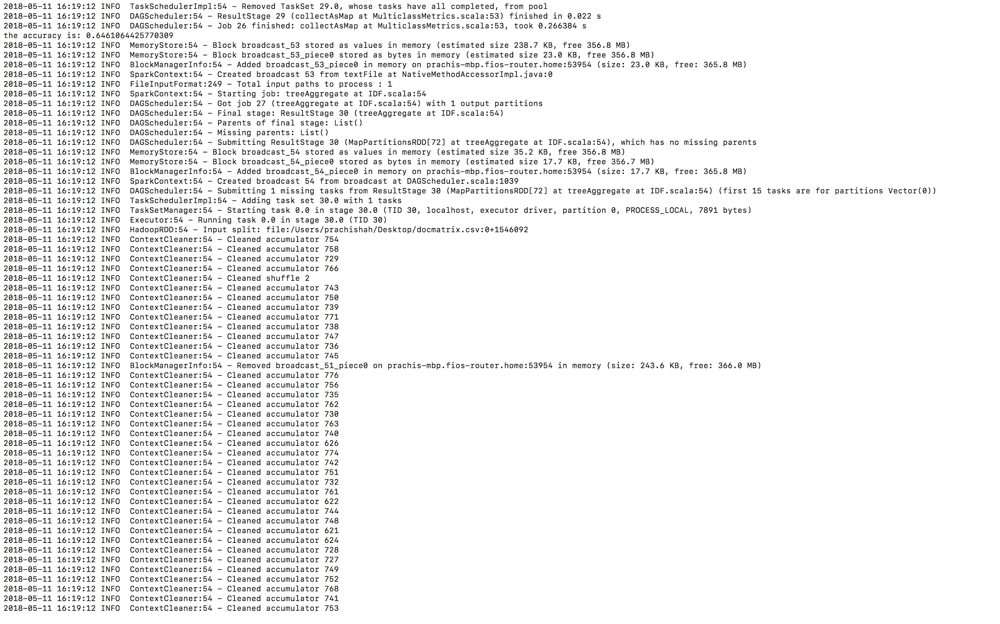 2018-05-11 16:19:12 INFO  TaskSchedulerImpl:54 - Removed TaskSet 29.0, whose tasks have all completed, from pool
2018-05-11 16:19:12 INFO  DAGScheduler:54 - ResultStage 29 (collectAsMap at MulticlassMetrics.scala:53) finished in 0.022 s
2018-05-11 16:19:12 INFO  DAGScheduler:54 - Job 26 finished: collectAsMap at MulticlassMetrics.scala:53, took 0.266384 s
the accuracy is: 0.6461064425770309
2018-05-11 16:19:12 INFO  MemoryStore:54 - Block broadcast_53 stored as values in memory (estimated size 238.7 KB, free 356.8 MB)
2018-05-11 16:19:12 INFO  MemoryStore:54 - Block broadcast_53_piece0 stored as bytes in memory (estimated size 23.0 KB, free 356.8 MB)
2018-05-11 16:19:12 INFO  BlockManagerInfo:54 - Added broadcast_53_piece0 in memory on prachis-mbp.fios-router.home:53954 (size: 23.0 KB, free: 365.8 MB)
2018-05-11 16:19:12 INFO  SparkContext:54 - Created broadcast 53 from textFile at NativeMethodAccessorImpl.java:0
2018-05-11 16:19:12 INFO  FileInputFormat:249 - Total input paths to process : 1
2018-05-11 16:19:12 INFO  SparkContext:54 - Starting job: treeAggregate at IDF.scala:54
2018-05-11 16:19:12 INFO  DAGScheduler:54 - Got job 27 (treeAggregate at IDF.scala:54) with 1 output partitions
2018-05-11 16:19:12 INFO  DAGScheduler:54 - Final stage: ResultStage 30 (treeAggregate at IDF.scala:54)
2018-05-11 16:19:12 INFO  DAGScheduler:54 - Parents of final stage: List()
2018-05-11 16:19:12 INFO  DAGScheduler:54 - Missing parents: List()
2018-05-11 16:19:12 INFO  DAGScheduler:54 - Submitting ResultStage 30 (MapPartitionsRDD[72] at treeAggregate at IDF.scala:54), which has no missing parents
2018-05-11 16:19:12 INFO  MemoryStore:54 - Block broadcast_54 stored as values in memory (estimated size 35.2 KB, free 356.8 MB)
2018-05-11 16:19:12 INFO  MemoryStore:54 - Block broadcast_54_piece0 stored as bytes in memory (estimated size 17.7 KB, free 356.7 MB)
2018-05-11 16:19:12 INFO  BlockManagerInfo:54 - Added broadcast_54_piece0 in memory on prachis-mbp.fios-router.home:53954 (size: 17.7 KB, free: 365.8 MB)
2018-05-11 16:19:12 INFO  SparkContext:54 - Created broadcast 54 from broadcast at DAGScheduler.scala:1039
2018-05-11 16:19:12 INFO  DAGScheduler:54 - Submitting 1 missing tasks from ResultStage 30 (MapPartitionsRDD[72] at treeAggregate at IDF.scala:54) (first 15 tasks are for partitions Vector(0))
2018-05-11 16:19:12 INFO  TaskSchedulerImpl:54 - Adding task set 30.0 with 1 tasks
2018-05-11 16:19:12 INFO  TaskSetManager:54 - Starting task 0.0 in stage 30.0 (TID 30, localhost, executor driver, partition 0, PROCESS_LOCAL, 7891 bytes)
2018-05-11 16:19:12 INFO  Executor:54 - Running task 0.0 in stage 30.0 (TID 30)
2018-05-11 16:19:12 INFO  HadoopRDD:54 - Input split: file:/Users/prachishah/Desktop/docmatrix.csv:0+1546092
2018-05-11 16:19:12 INFO  ContextCleaner:54 - Cleaned accumulator 754
2018-05-11 16:19:12 INFO  ContextCleaner:54 - Cleaned accumulator 758
2018-05-11 16:19:12 INFO  ContextCleaner:54 - Cleaned accumulator 729
2018-05-11 16:19:12 INFO  ContextCleaner:54 - Cleaned accumulator 766
2018-05-11 16:19:12 INFO  ContextCleaner:54 - Cleaned shuffle 2
2018-05-11 16:19:12 INFO  ContextCleaner:54 - Cleaned accumulator 743
2018-05-11 16:19:12 INFO  ContextCleaner:54 - Cleaned accumulator 750
2018-05-11 16:19:12 INFO  ContextCleaner:54 - Cleaned accumulator 739
2018-05-11 16:19:12 INFO  ContextCleaner:54 - Cleaned accumulator 771
2018-05-11 16:19:12 INFO  ContextCleaner:54 - Cleaned accumulator 738
2018-05-11 16:19:12 INFO  ContextCleaner:54 - Cleaned accumulator 747
2018-05-11 16:19:12 INFO  ContextCleaner:54 - Cleaned accumulator 736
2018-05-11 16:19:12 INFO  ContextCleaner:54 - Cleaned accumulator 745
2018-05-11 16:19:12 INFO  BlockManagerInfo:54 - Removed broadcast_51_piece0 on prachis-mbp.fios-router.home:53954 in memory (size: 243.6 KB, free: 366.0 MB)
2018-05-11 16:19:12 INFO  ContextCleaner:54 - Cleaned accumulator 776
2018-05-11 16:19:12 INFO  ContextCleaner:54 - Cleaned accumulator 756
2018-05-11 16:19:12 INFO  ContextCleaner:54 - Cleaned accumulator 735
2018-05-11 16:19:12 INFO  ContextCleaner:54 - Cleaned accumulator 762
2018-05-11 16:19:12 INFO  ContextCleaner:54 - Cleaned accumulator 730
2018-05-11 16:19:12 INFO  ContextCleaner:54 - Cleaned accumulator 763
2018-05-11 16:19:12 INFO  ContextCleaner:54 - Cleaned accumulator 740
2018-05-11 16:19:12 INFO  ContextCleaner:54 - Cleaned accumulator 626
2018-05-11 16:19:12 INFO  ContextCleaner:54 - Cleaned accumulator 774
2018-05-11 16:19:12 INFO  ContextCleaner:54 - Cleaned accumulator 742
2018-05-11 16:19:12 INFO  ContextCleaner:54 - Cleaned accumulator 751
2018-05-11 16:19:12 INFO  ContextCleaner:54 - Cleaned accumulator 732
2018-05-11 16:19:12 INFO  ContextCleaner:54 - Cleaned accumulator 761
2018-05-11 16:19:12 INFO  ContextCleaner:54 - Cleaned accumulator 622
2018-05-11 16:19:12 INFO  ContextCleaner:54 - Cleaned accumulator 744
2018-05-11 16:19:12 INFO  ContextCleaner:54 - Cleaned accumulator 748
2018-05-11 16:19:12 INFO  ContextCleaner:54 - Cleaned accumulator 621
2018-05-11 16:19:12 INFO  ContextCleaner:54 - Cleaned accumulator 624
2018-05-11 16:19:12 INFO  ContextCleaner:54 - Cleaned accumulator 728
2018-05-11 16:19:12 INFO  ContextCleaner:54 - Cleaned accumulator 727
2018-05-11 16:19:12 INFO  ContextCleaner:54 - Cleaned accumulator 749
2018-05-11 16:19:12 INFO  ContextCleaner:54 - Cleaned accumulator 752
2018-05-11 16:19:12 INFO  ContextCleaner:54 - Cleaned accumulator 768
2018-05-11 16:19:12 INFO  ContextCleaner:54 - Cleaned accumulator 741
2018-05-11 16:19:12 INFO  ContextCleaner:54 - Cleaned accumulator 753